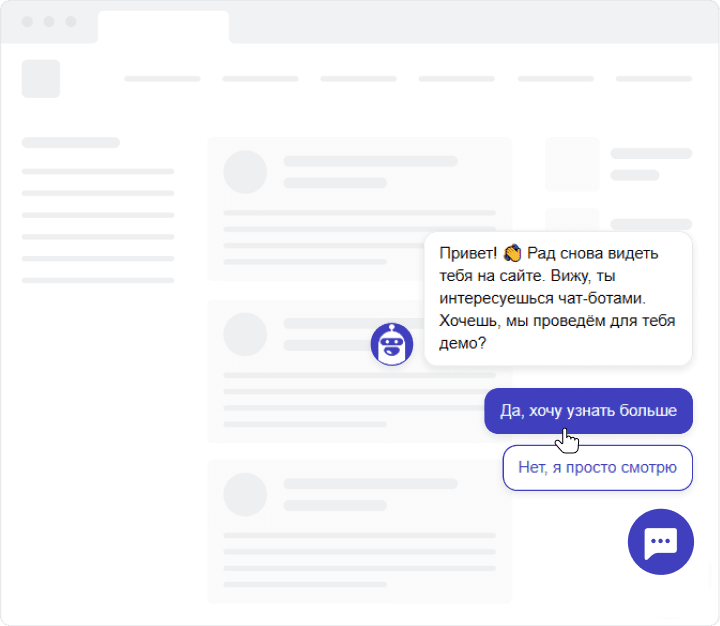 Привет! 👏 Рад снова видеть
тебя на сайте. Вижу, ты
интересуешься чат-ботами.
Хочешь, мы проведём для тебя
демо?
Да, хочу узнать больше
Нет, я просто смотрю